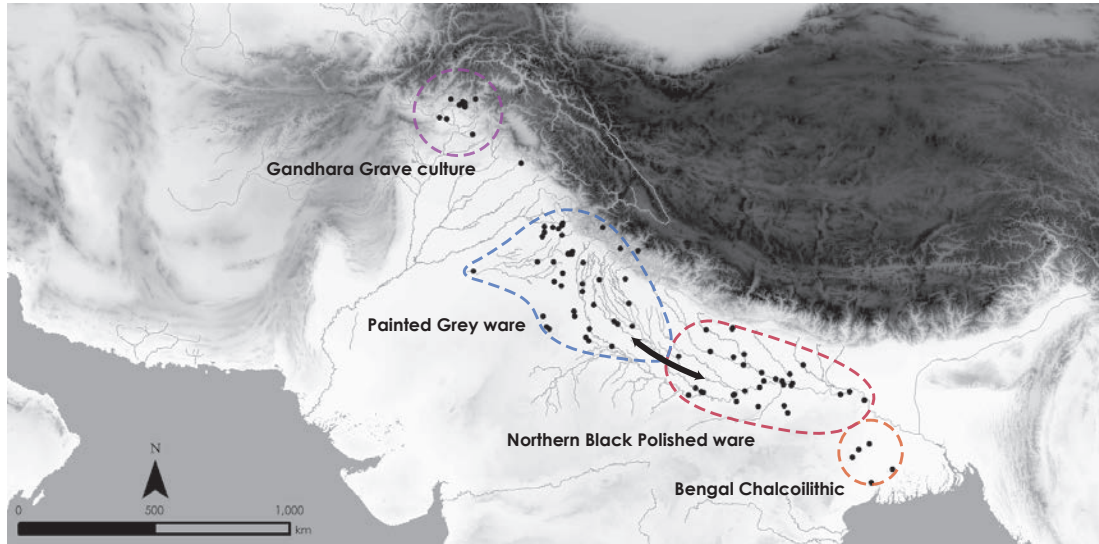 Gandhara Grave culture
Painted Grey ware
Northern Black Polished ware
Bengal Chalcoilithic
N
0 500 1,000
km